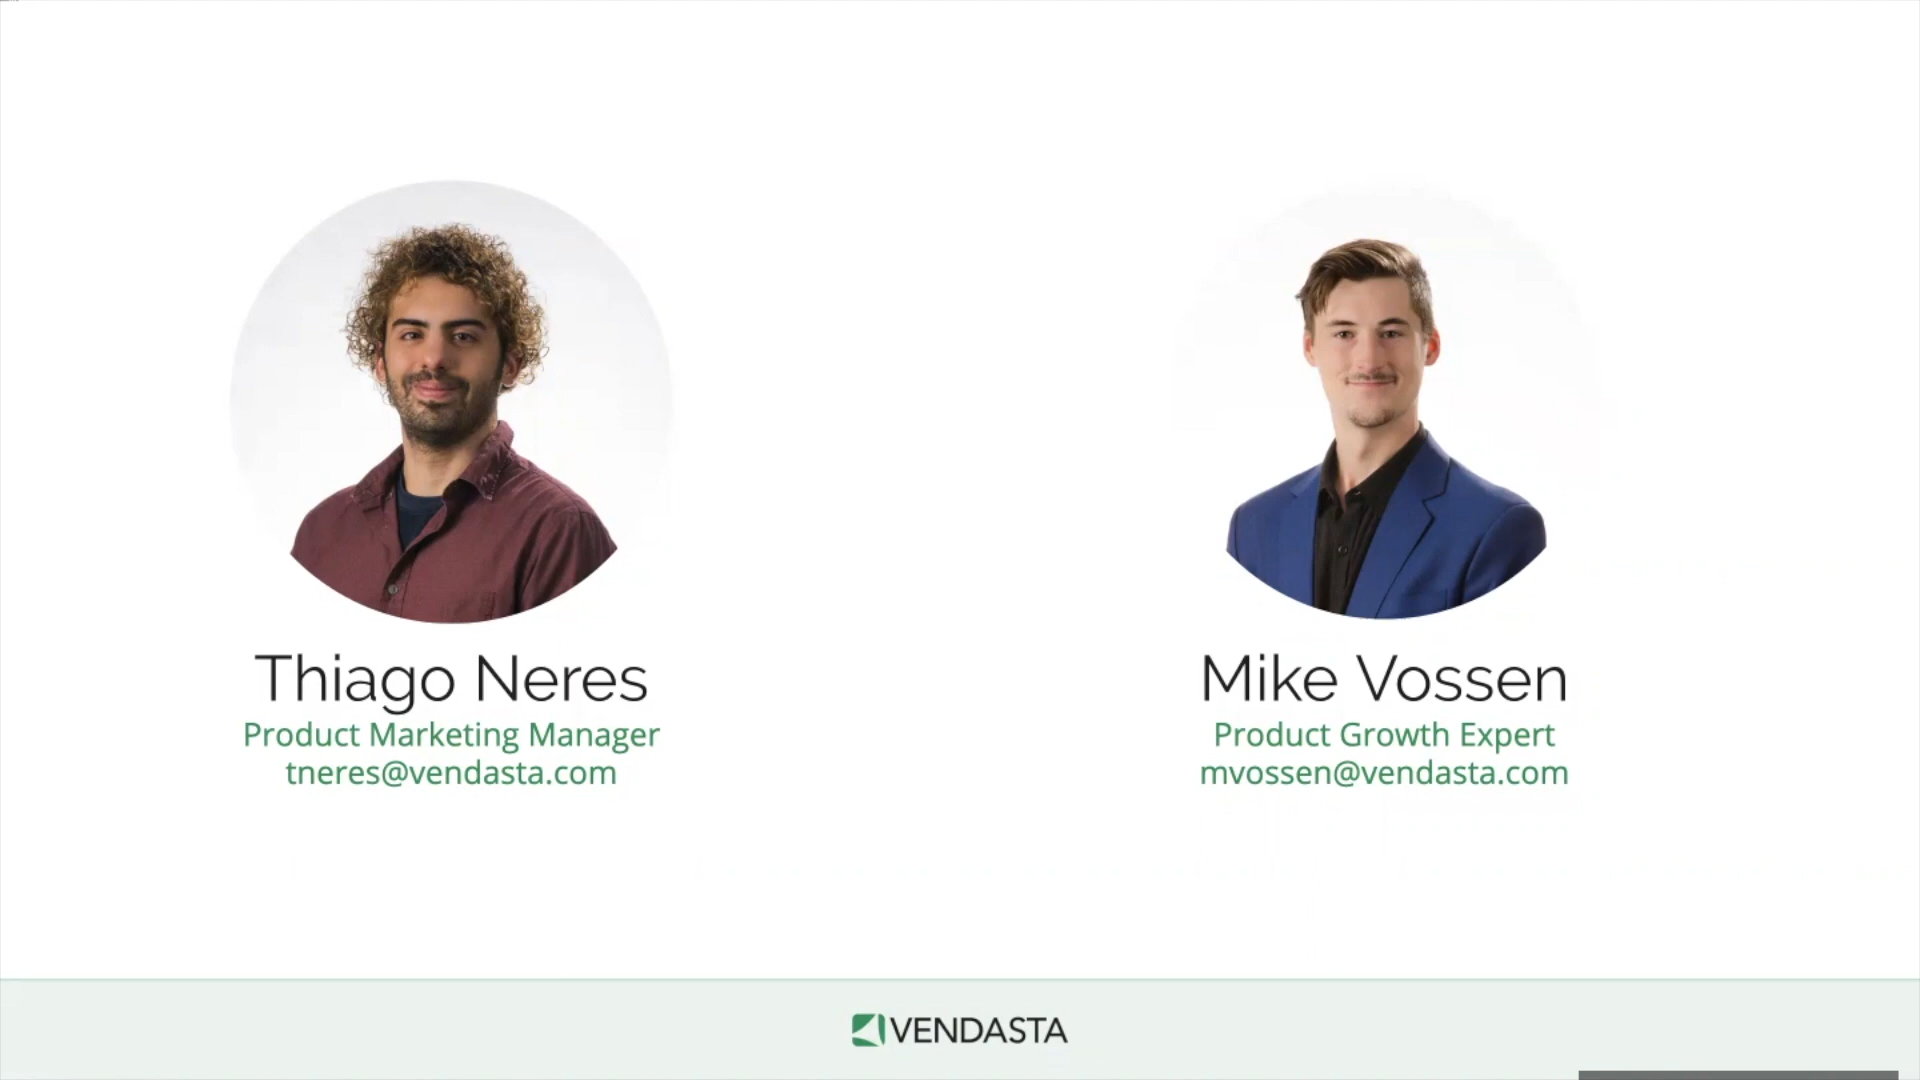 Thiago Neres
Product Marketing Manager
tneres@vendasta.com
Mike Vossen
Product Growth Expert
mvossen@vendasta.com
VENDASTA